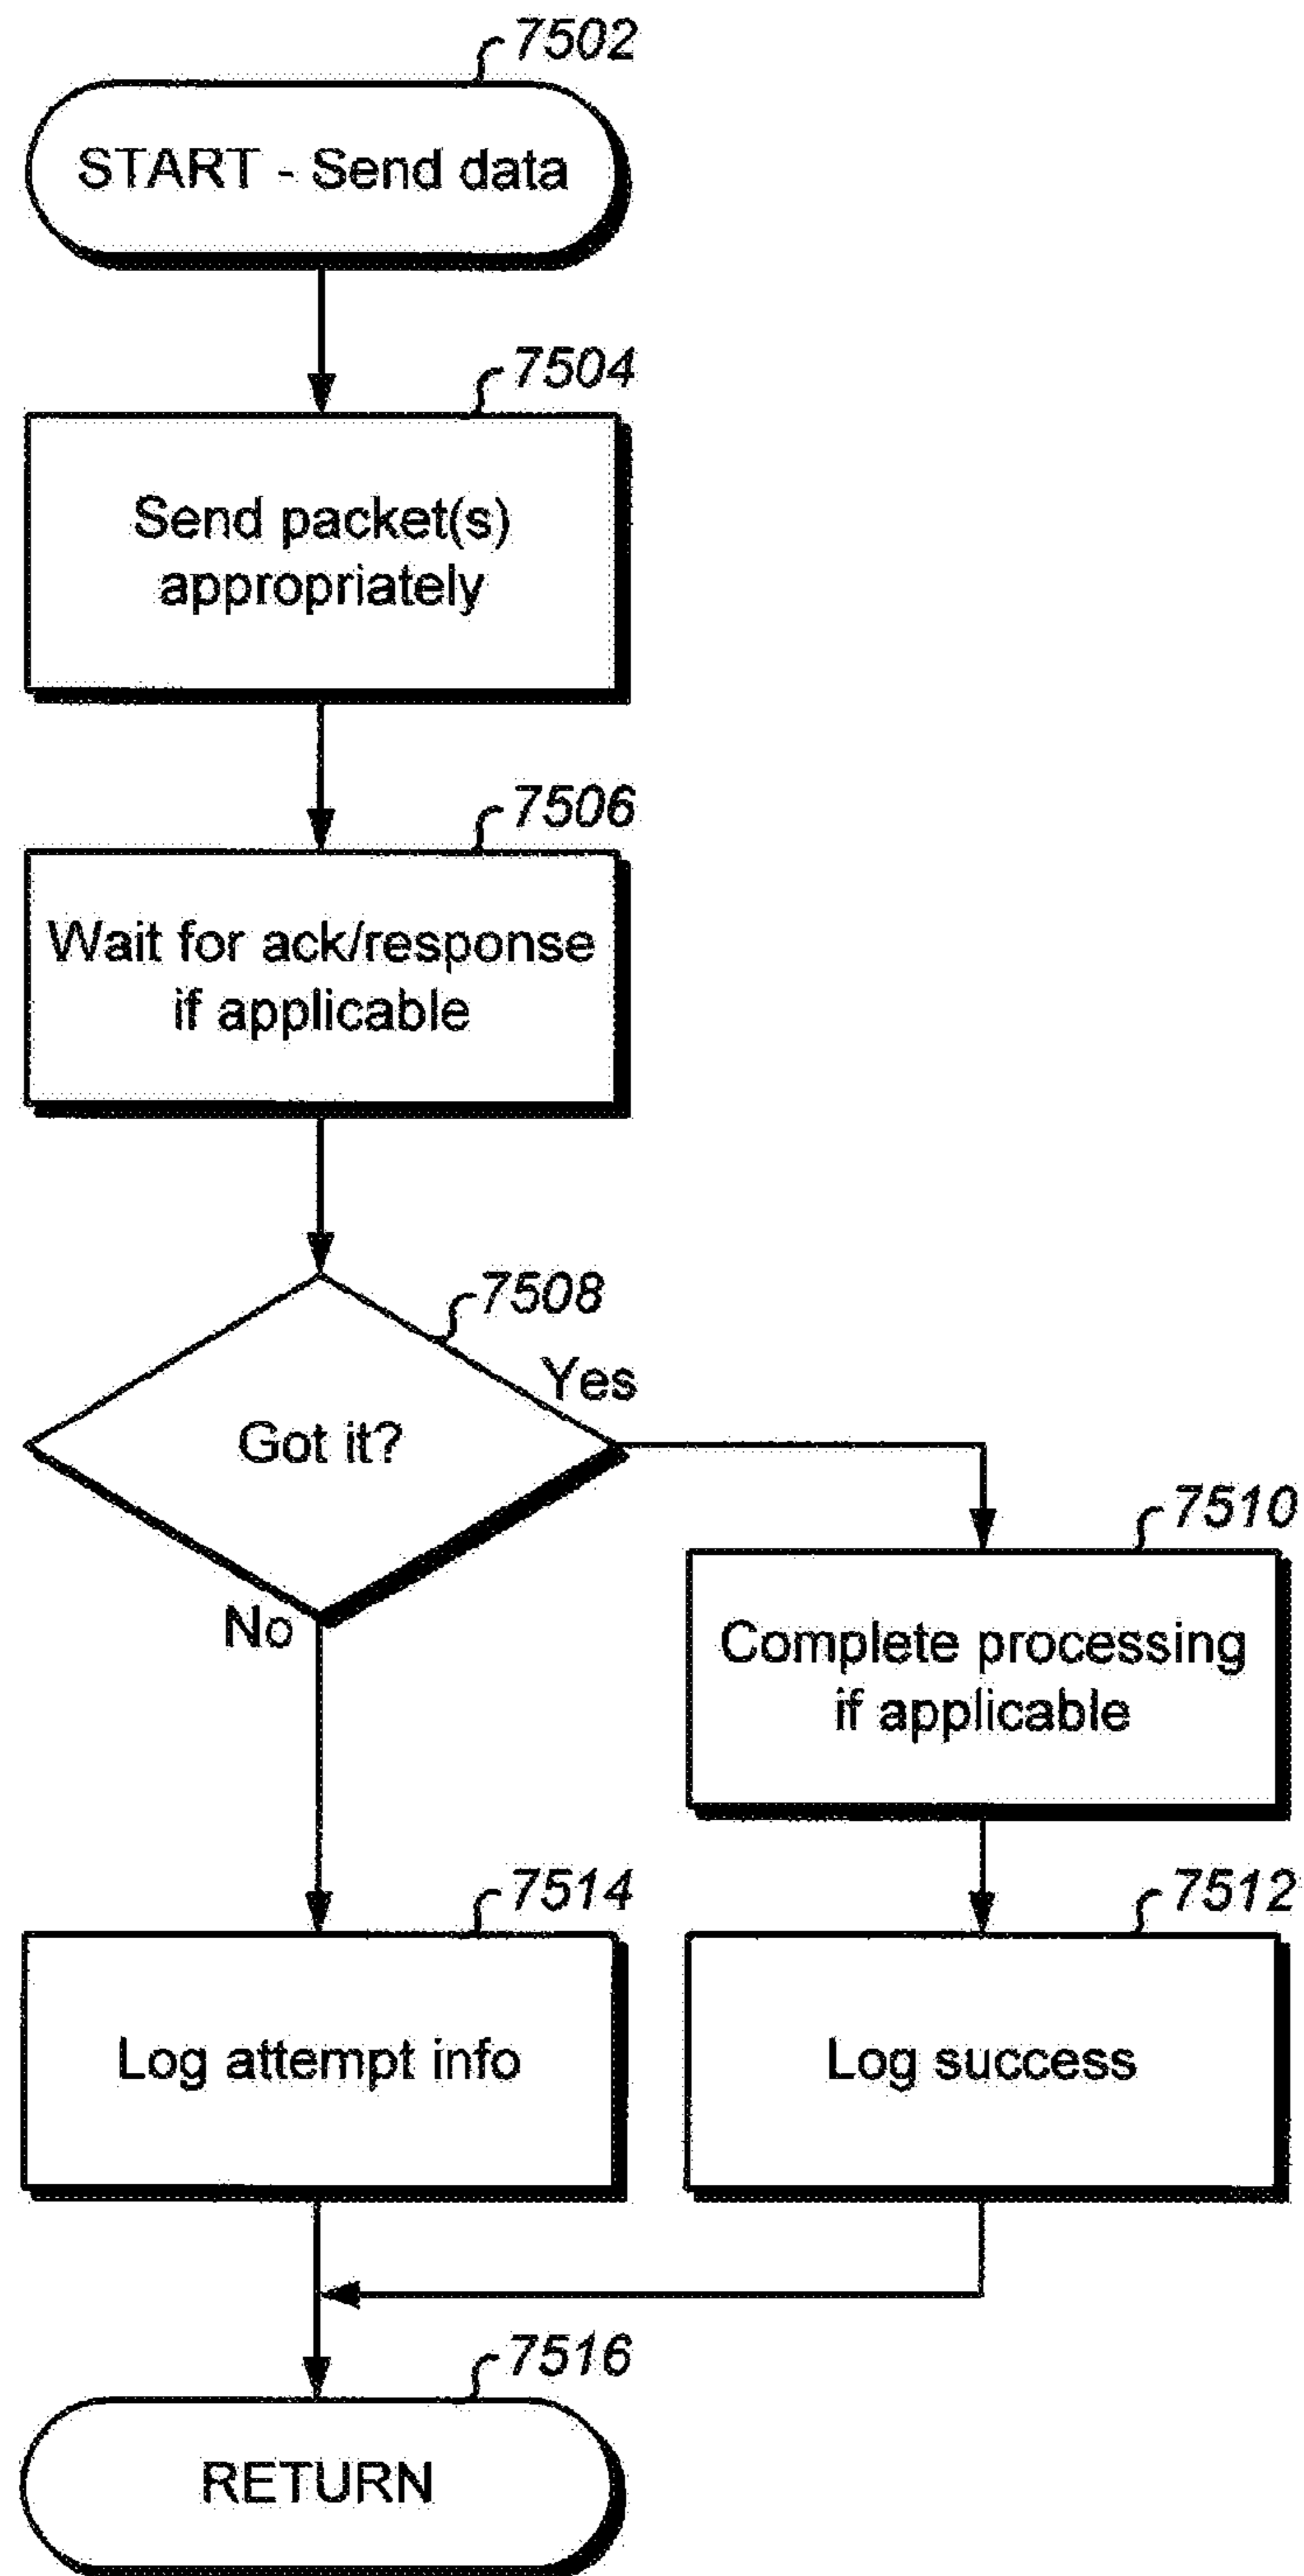 7502
START - Send data
7504
Send packet(s)
appropriately
7506
Wait for ack/response
if applicable
7508
Yes
Got it?
No
7510
Complete processing
if applicable
7514
Log attempt info
7512
Log success
7516
RETURN